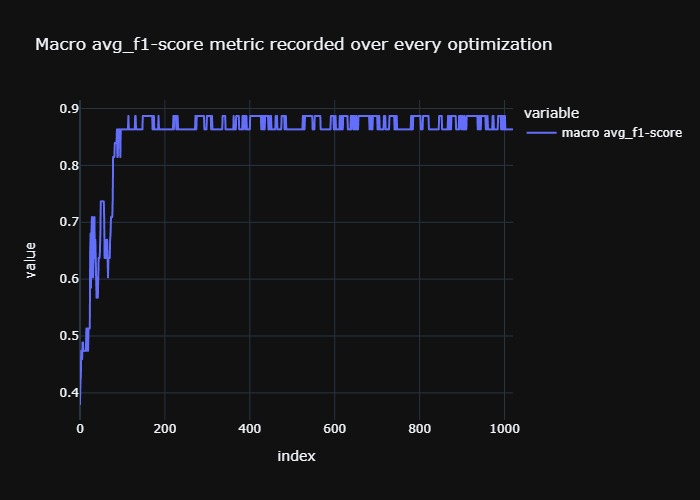 Macro avg_f1-score metric recorded over every optimization
0.9
0.8
0.7
0.6
0.5
0.4
value
0
200
400
600
800
1000
index
variable
macro avg_f1-score